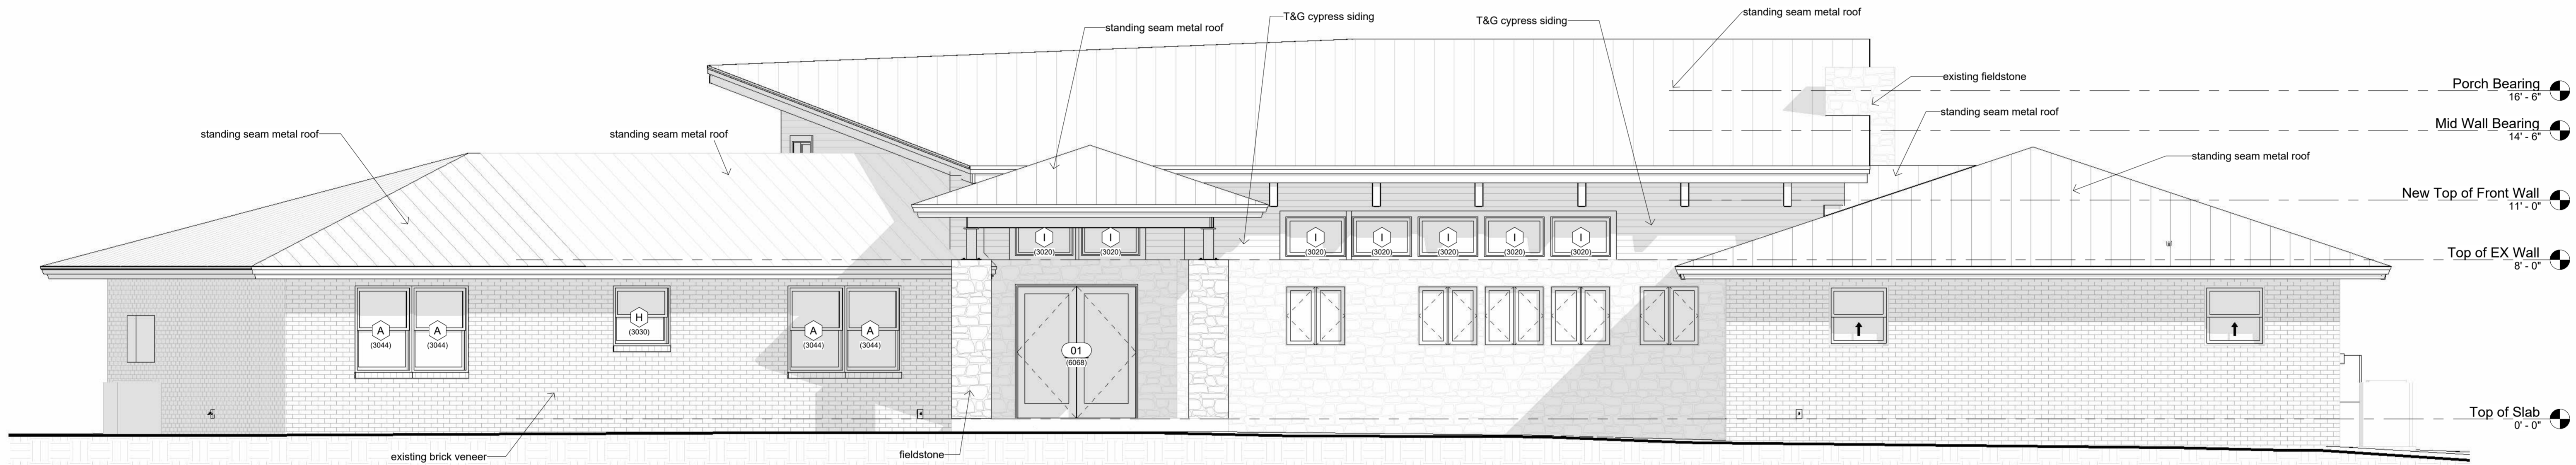 T&G cypress siding
T&G cypress siding
standing seam metal roof
standing seam metal roof
existing fieldstone
Porch Bearing
16' - 6"
standing seam metal roof
Mid Wall Bearing
14' - 6"
standing seam metal roof
standing seam metal roof
standing seam metal roof
New Top of Front Wall
11' - 0"
I
(3020)
I
(3020)
I
(3020)
I
(3020)
I
(3020)
I
(3020)
I
(3020)
Top of EX Wall
8' - 0"
A
(3044)
A
(3044)
H
(3030)
A
(3044)
A
(3044)
01
(6068)
Top of Slab
0' - 0"
existing brick veneer
fieldstone